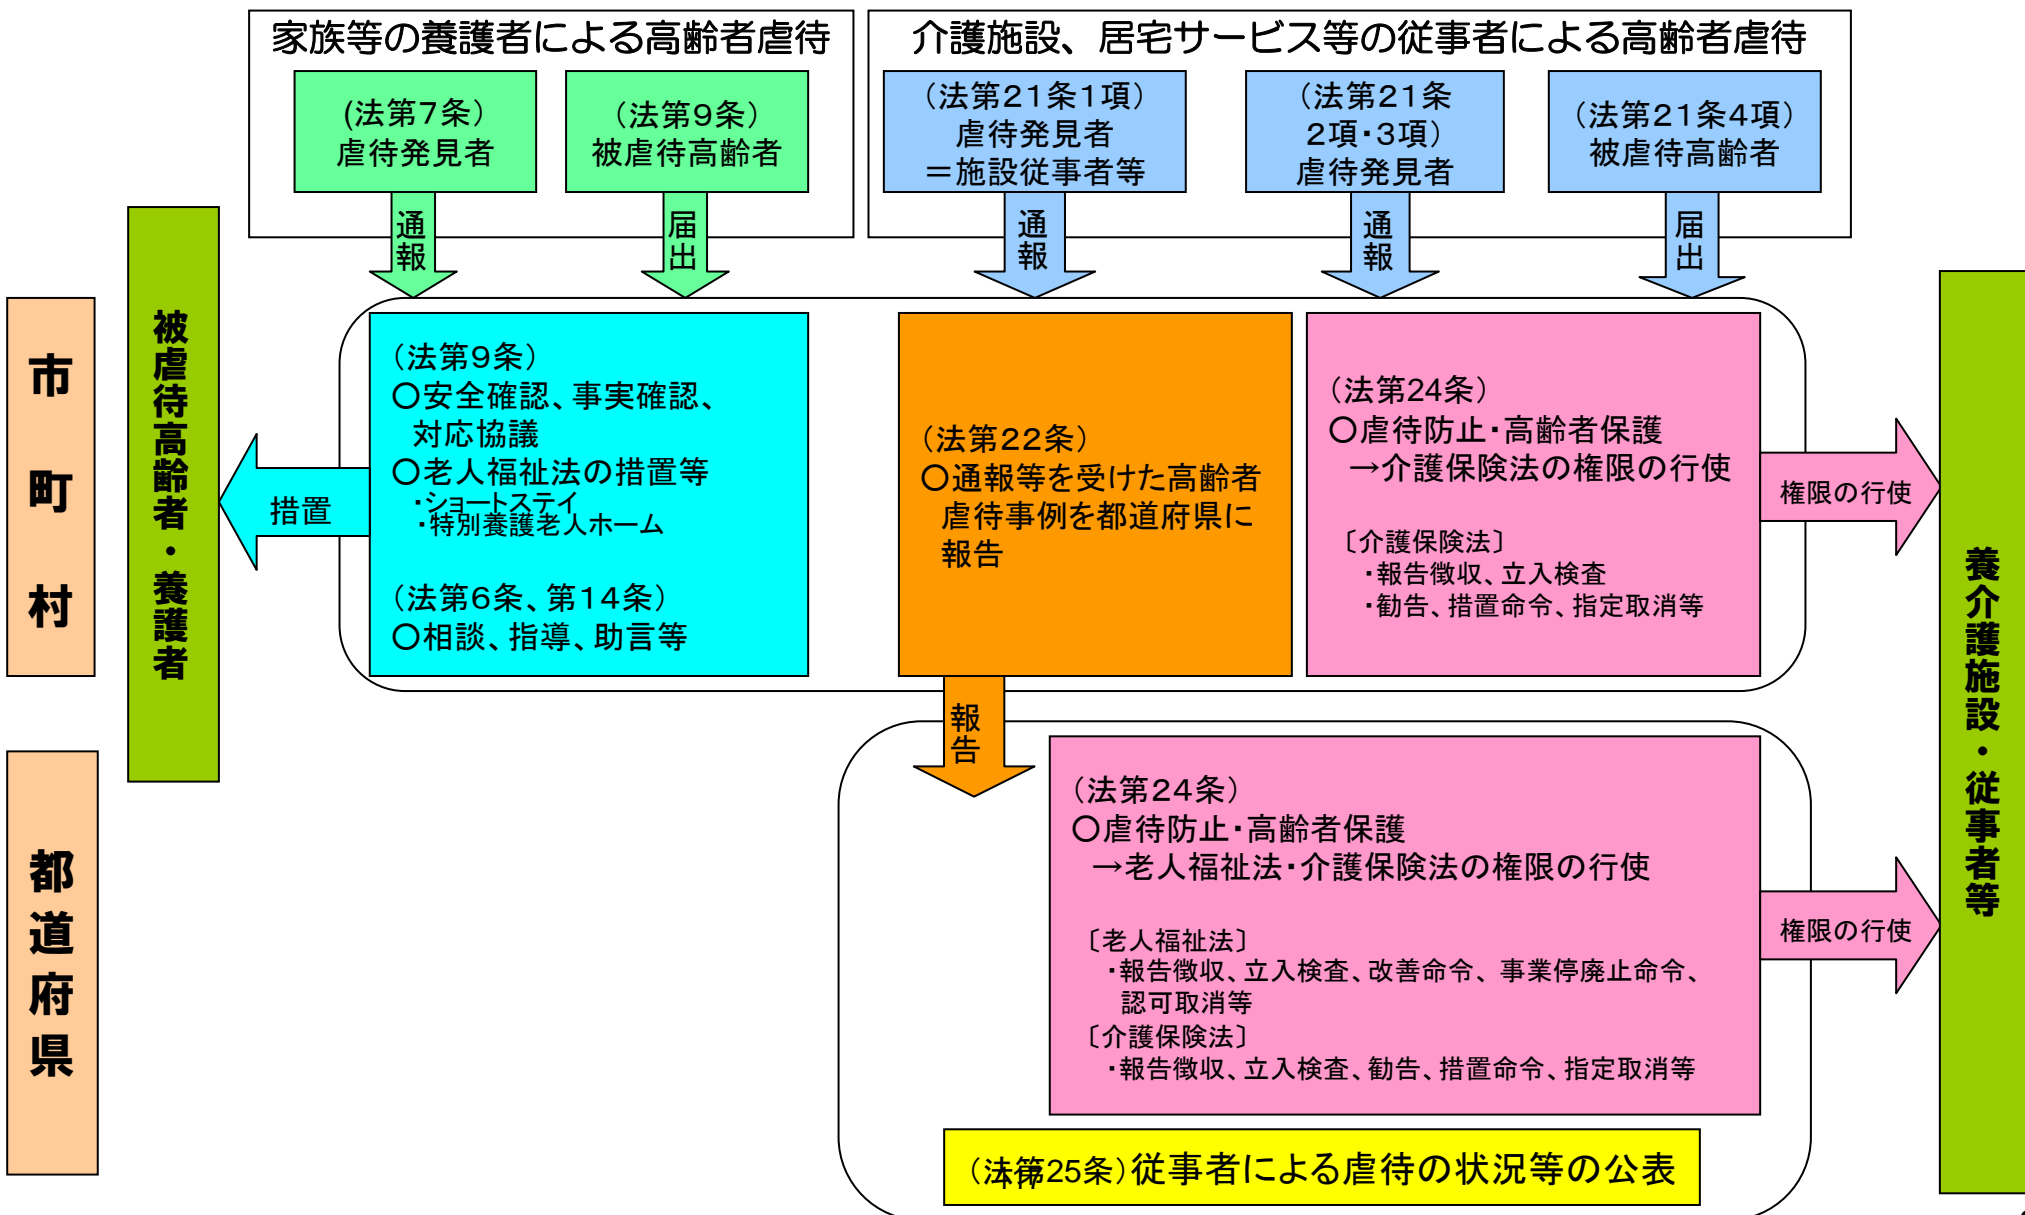 家族等の養護者による高齢者虐待
(法第7条)
虐待発見者
(法第9条)
被虐待高齢者
通報
届出
介護施設、居宅サービス等の従事者による高齢者虐待
(法第21条1項)
虐待発見者
=施設従事者等
(法第21条
2項・3項)
虐待発見者
(法第21条4項)
被虐待高齢者
通報
通報
届出
市町村
被虐待高齢者・養護者
措置
(法第9条)
○安全確認、事実確認、
対応協議
○老人福祉法の措置等
・ショートステイ
・特別養護老人ホーム
(法第6条、第14条)
○相談、指導、助言等
(法第22条)
○通報等を受けた高齢者
虐待事例を都道府県に
報告
(法第24条)
○虐待防止・高齢者保護
→介護保険法の権限の行使
〔介護保険法〕
・報告徴収、立入検査
・勧告、措置命令、指定取消等
権限の行使
養介護施設・従事者等
報告
都道府県
(法第24条)
○虐待防止・高齢者保護
→老人福祉法・介護保険法の権限の行使
〔老人福祉法〕
・報告徴収、立入検査、改善命令、事業停廃止命令、
認可取消等
〔介護保険法〕
・報告徴収、立入検査、勧告、措置命令、指定取消等
権限の行使
(法第25条)従事者による虐待の状況等の公表